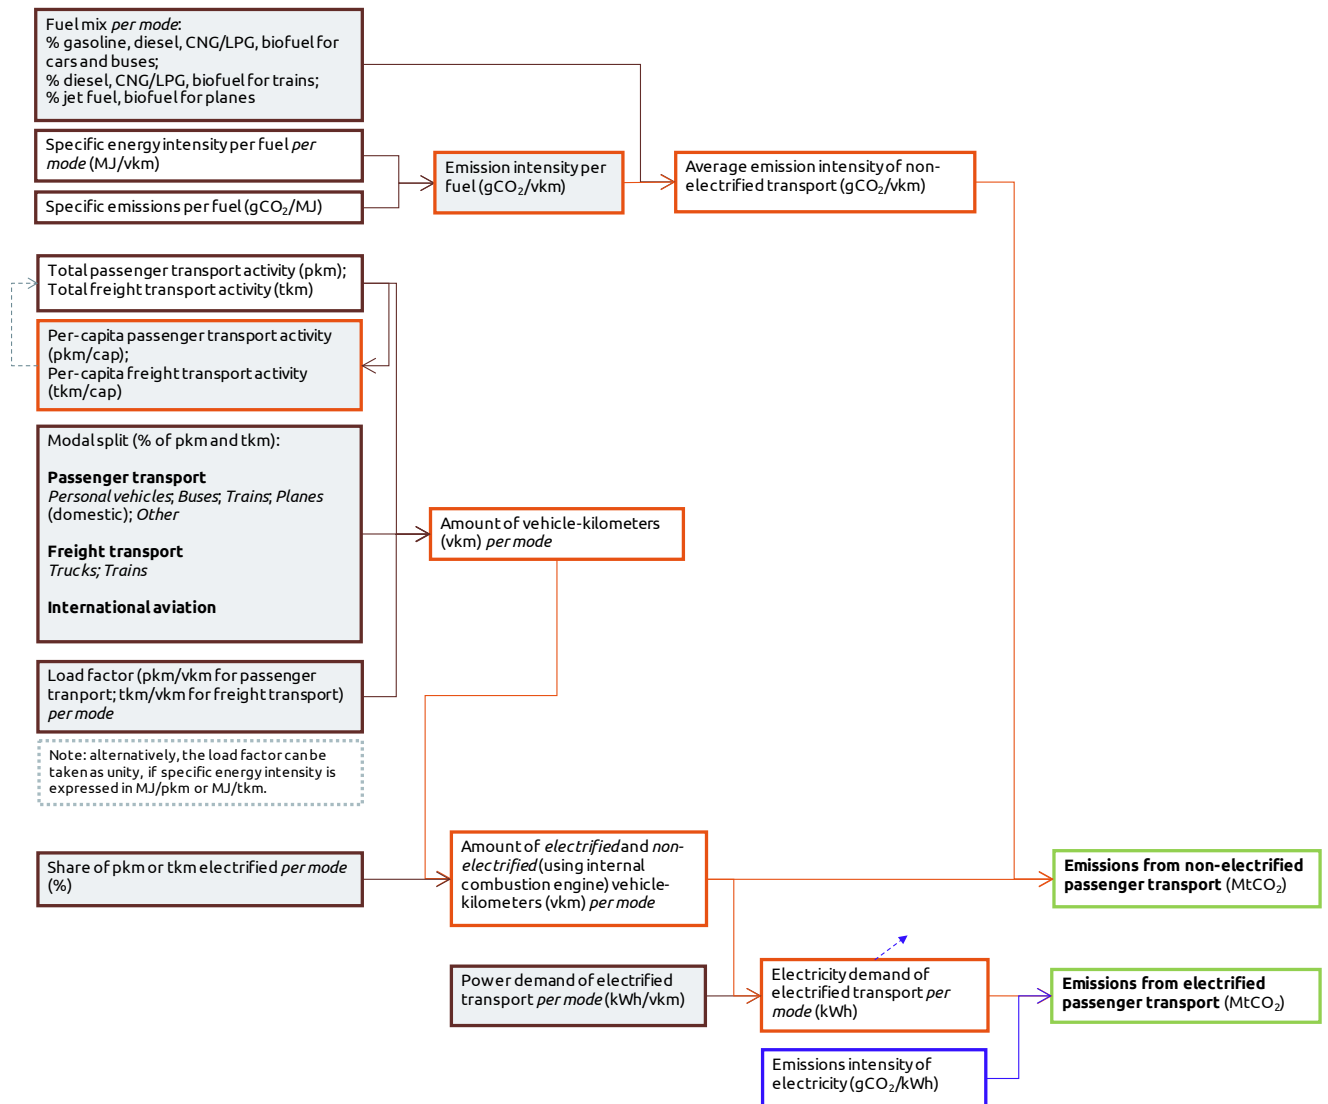 Fuel mix per mode:
% gasoline, diesel, CNG/LPG, biofuel for
cars and buses;
% diesel, CNG/LPG, biofuel for trains;
% jet fuel, biofuel for planes
Specific energy intensity per fuel per
mode (MJ/vkm)
Specific emissions per fuel (gCO₂/MJ)
Emission intensity per
fuel (gCO₂/vkm)
Average emission intensity of non-
electrified transport (gCO₂/vkm)
Total passenger transport activity (pkm);
Total freight transport activity (tkm)
Per-capita passenger transport activity
(pkm/cap);
Per-capita freight transport activity
(tkm/cap)
Modal split (% of pkm and tkm):
Passenger transport
Personal vehicles; Buses; Trains; Planes
(domestic); Other
Freight transport
Trucks; Trains
International aviation
Amount of vehicle-kilometers
(vkm) per mode
Load factor (pkm/vkm for passenger
tranport; tkm/vkm for freight transport)
per mode
Note: alternatively, the load factor can be
taken as unity, if specific energy intensity is
expressed in MJ/pkm or MJ/tkm.
Share of pkm or tkm electrified per mode
(%)
Amount of electrified and non-
electrified (using internal
combustion engine) vehicle-
kilometers (vkm) per mode
Emissions from non-electrified
passenger transport (MtCO₂)
Power demand of electrified
transport per mode (kWh/vkm)
Electricity demand of
electrified transport per
mode (kWh)
Emissions from electrified
passenger transport (MtCO₂)
Emissions intensity of
electricity (gCO₂/kWh)